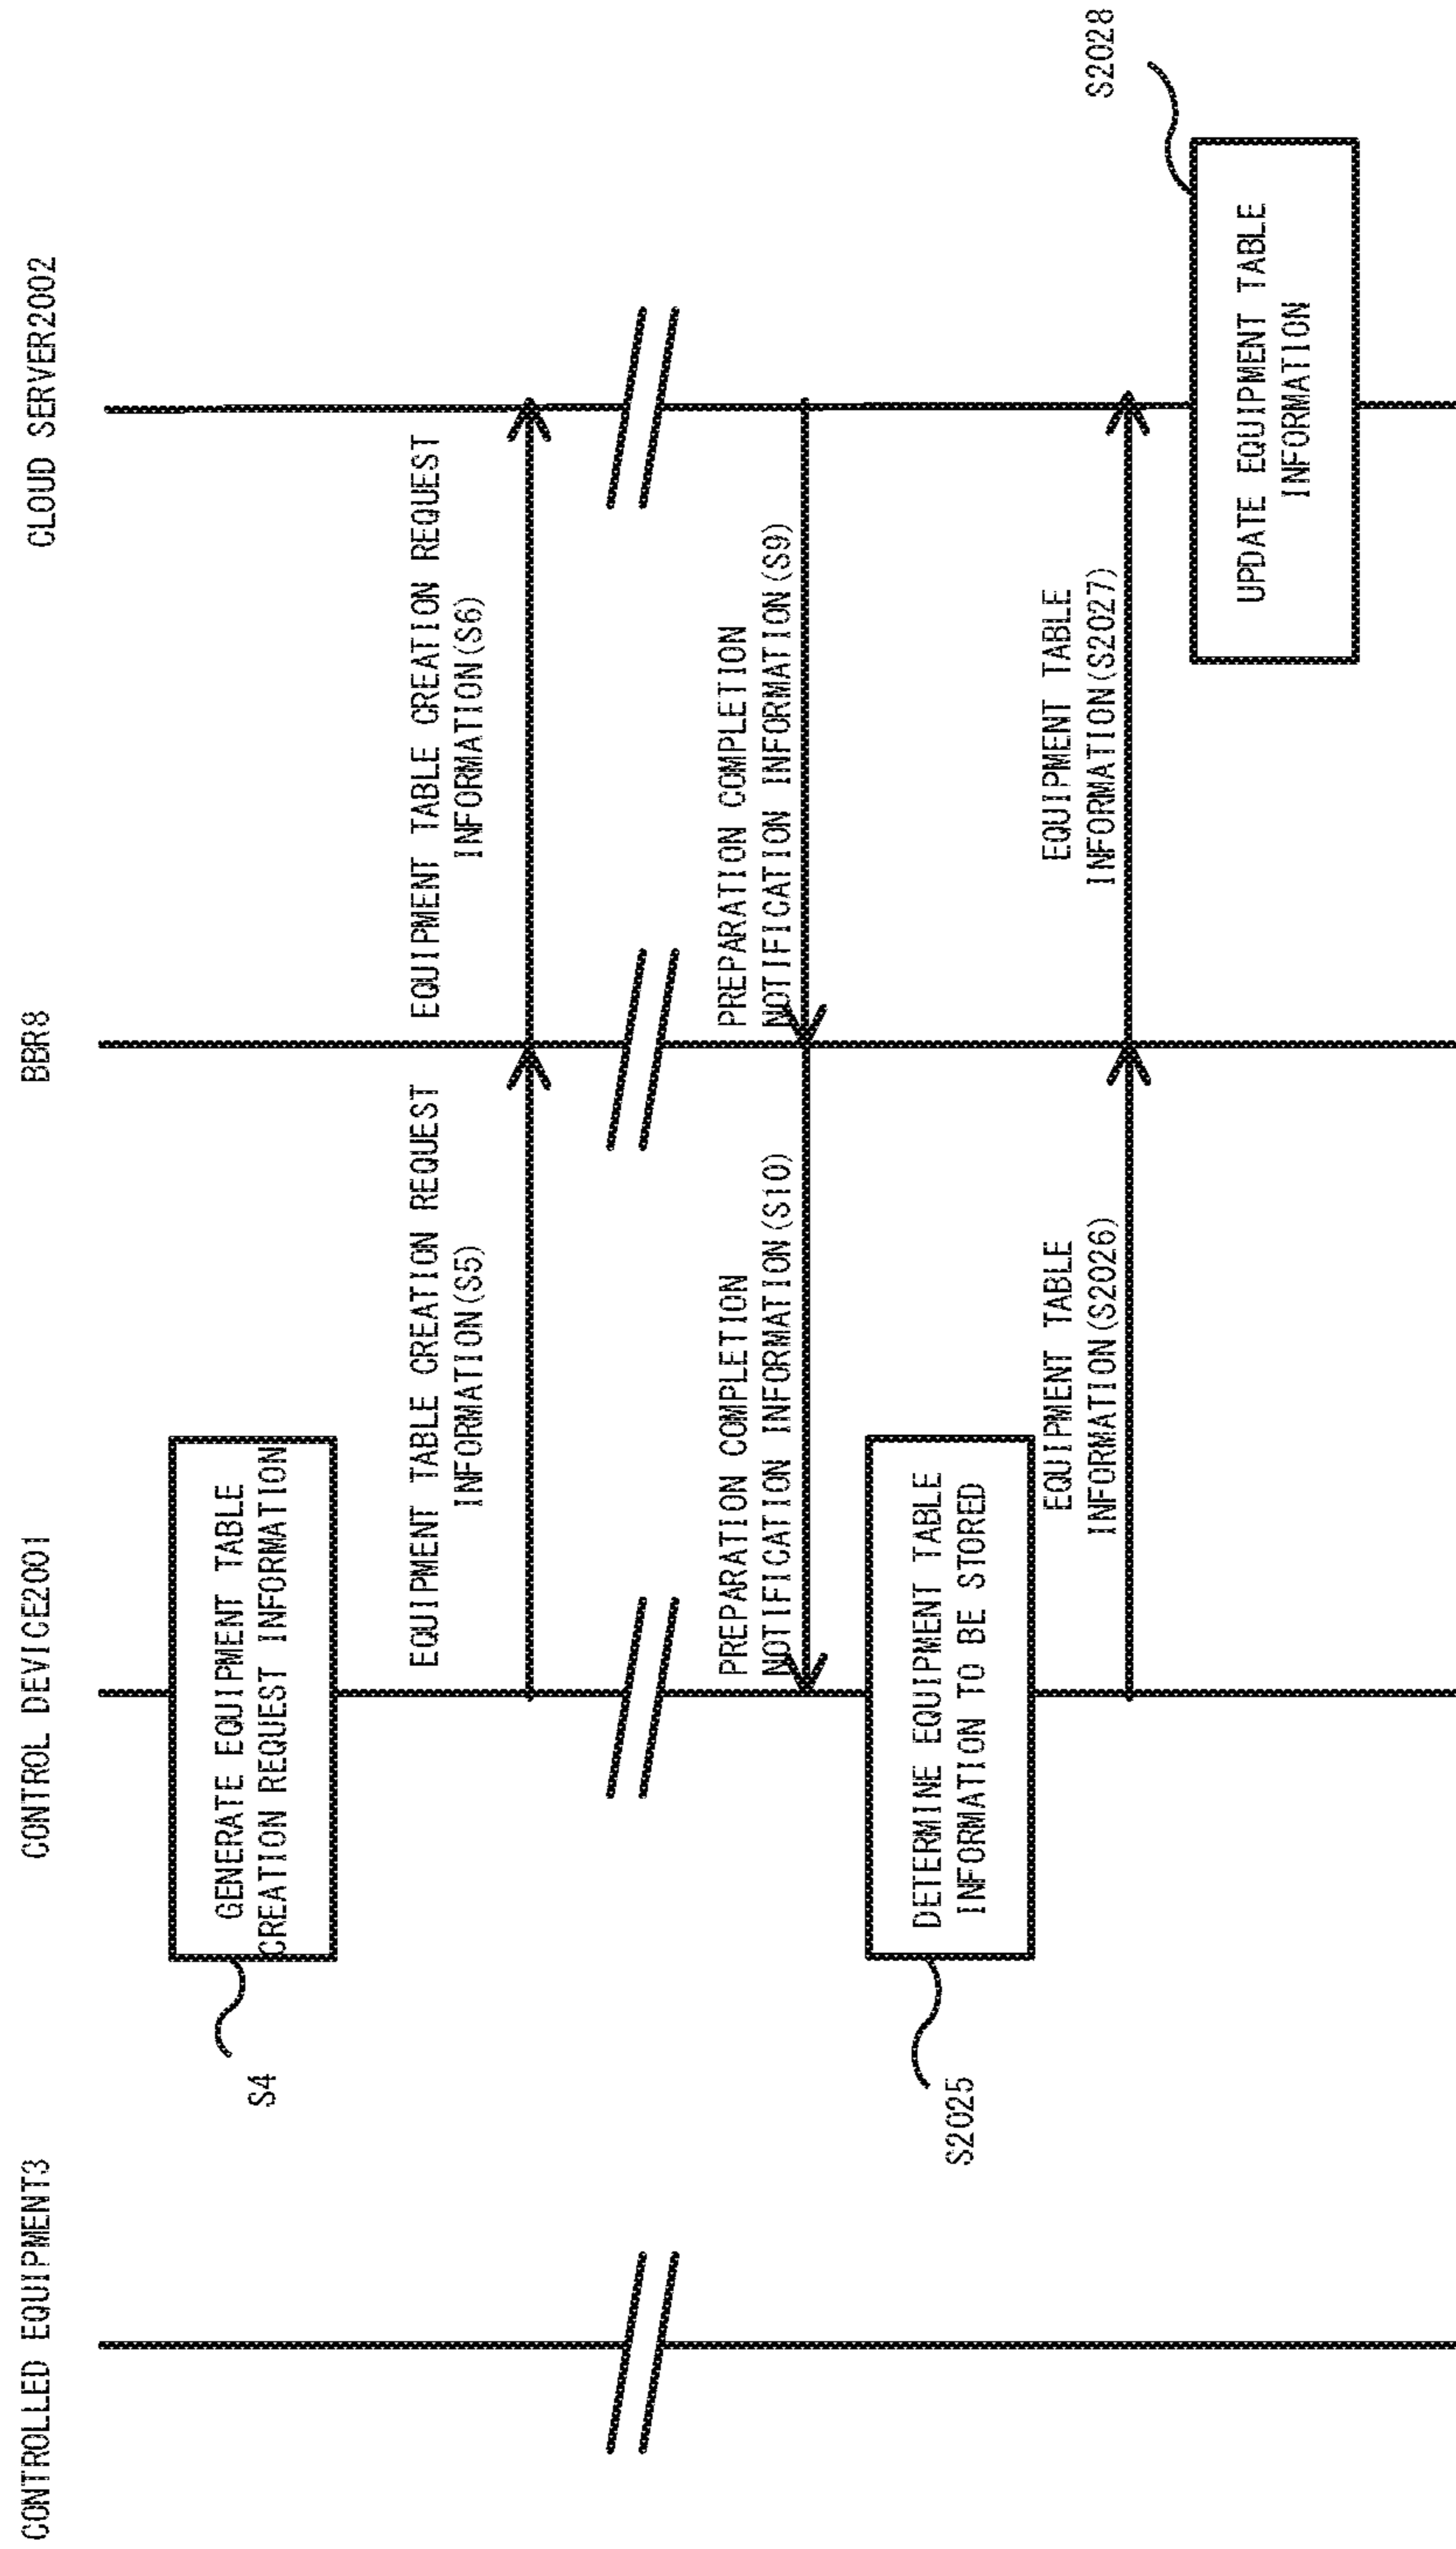 CONTROLLED EQUIPMENT3
CONTROL DEVICE2001
BBR8
CLOUD SERVER2002
S4
GENERATE EQUIPMENT TABLE
CREATION REQUEST INFORMATION
EQUIPMENT TABLE CREATION REQUEST
INFORMATION(S5)
EQUIPMENT TABLE CREATION REQUEST
INFORMATION(S6)
PREPARATION COMPLETION
NOTIFICATION INFORMATION(S10)
PREPARATION COMPLETION
NOTIFICATION INFORMATION(S9)
S2025
DETERMINE EQUIPMENT TABLE
INFORMATION TO BE STORED
EQUIPMENT TABLE
INFORMATION(S2026)
EQUIPMENT TABLE
INFORMATION(S2027)
S2028
UPDATE EQUIPMENT TABLE
INFORMATION